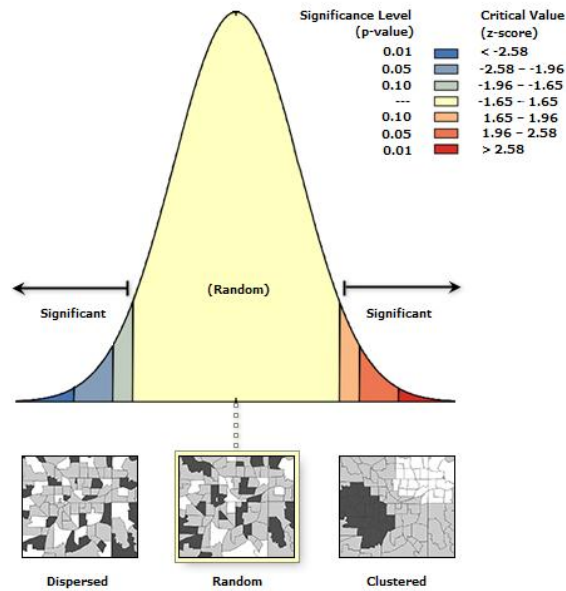 Significance Level Critical Value
(p-value) (z-score)
0.01 < -2.58
0.05 -2.58 – -1.96
0.10 -1.96 – -1.65
--- -1.65 – 1.65
0.10 1.65 – 1.96
0.05 1.96 – 2.58
0.01 > 2.58
(Random)
Significant Significant
Dispersed Random Clustered